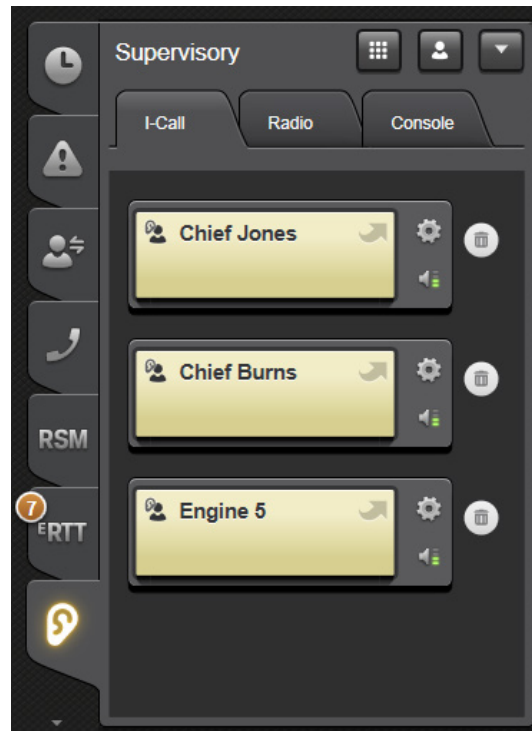 Supervisory
I-Call
Radio
Console
Chief Jones
Chief Burns
RSM
7
ERTT
Engine 5